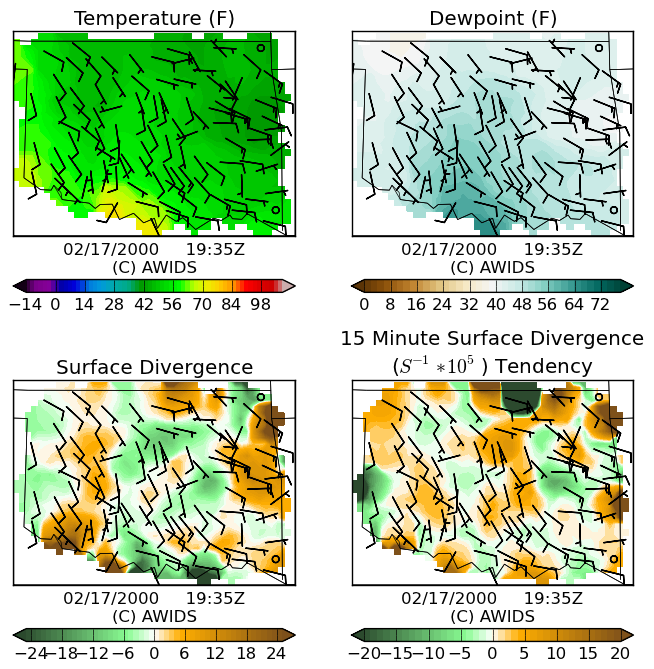 Temperature (F)
02/17/2000 19:35Z
(C) AWIDS
−14 0 14 28 42 56 70 84 98
Dewpoint (F)
02/17/2000 19:35Z
(C) AWIDS
0 8 16 24 32 40 48 56 64 72
Surface Divergence
02/17/2000 19:35Z
(C) AWIDS
−24 −18 −12 −6 0 6 12 18 24
15 Minute Surface Divergence
(S⁻¹ *10⁵ ) Tendency
02/17/2000 19:35Z
(C) AWIDS
−20 −15 −10 −5 0 5 10 15 20